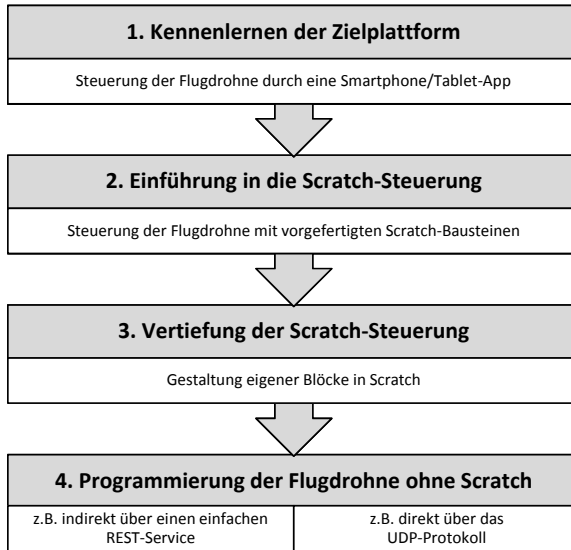 1. Kennenlernen der Zielplattform
Steuerung der Flugdrohne durch eine Smartphone/Tablet-App
2. Einführung in die Scratch-Steuerung
Steuerung der Flugdrohne mit vorgefertigten Scratch-Bausteinen
3. Vertiefung der Scratch-Steuerung
Gestaltung eigener Blöcke in Scratch
4. Programmierung der Flugdrohne ohne Scratch
z.B. indirekt über einen einfachen
REST-Service
z.B. direkt über das
UDP-Protokoll